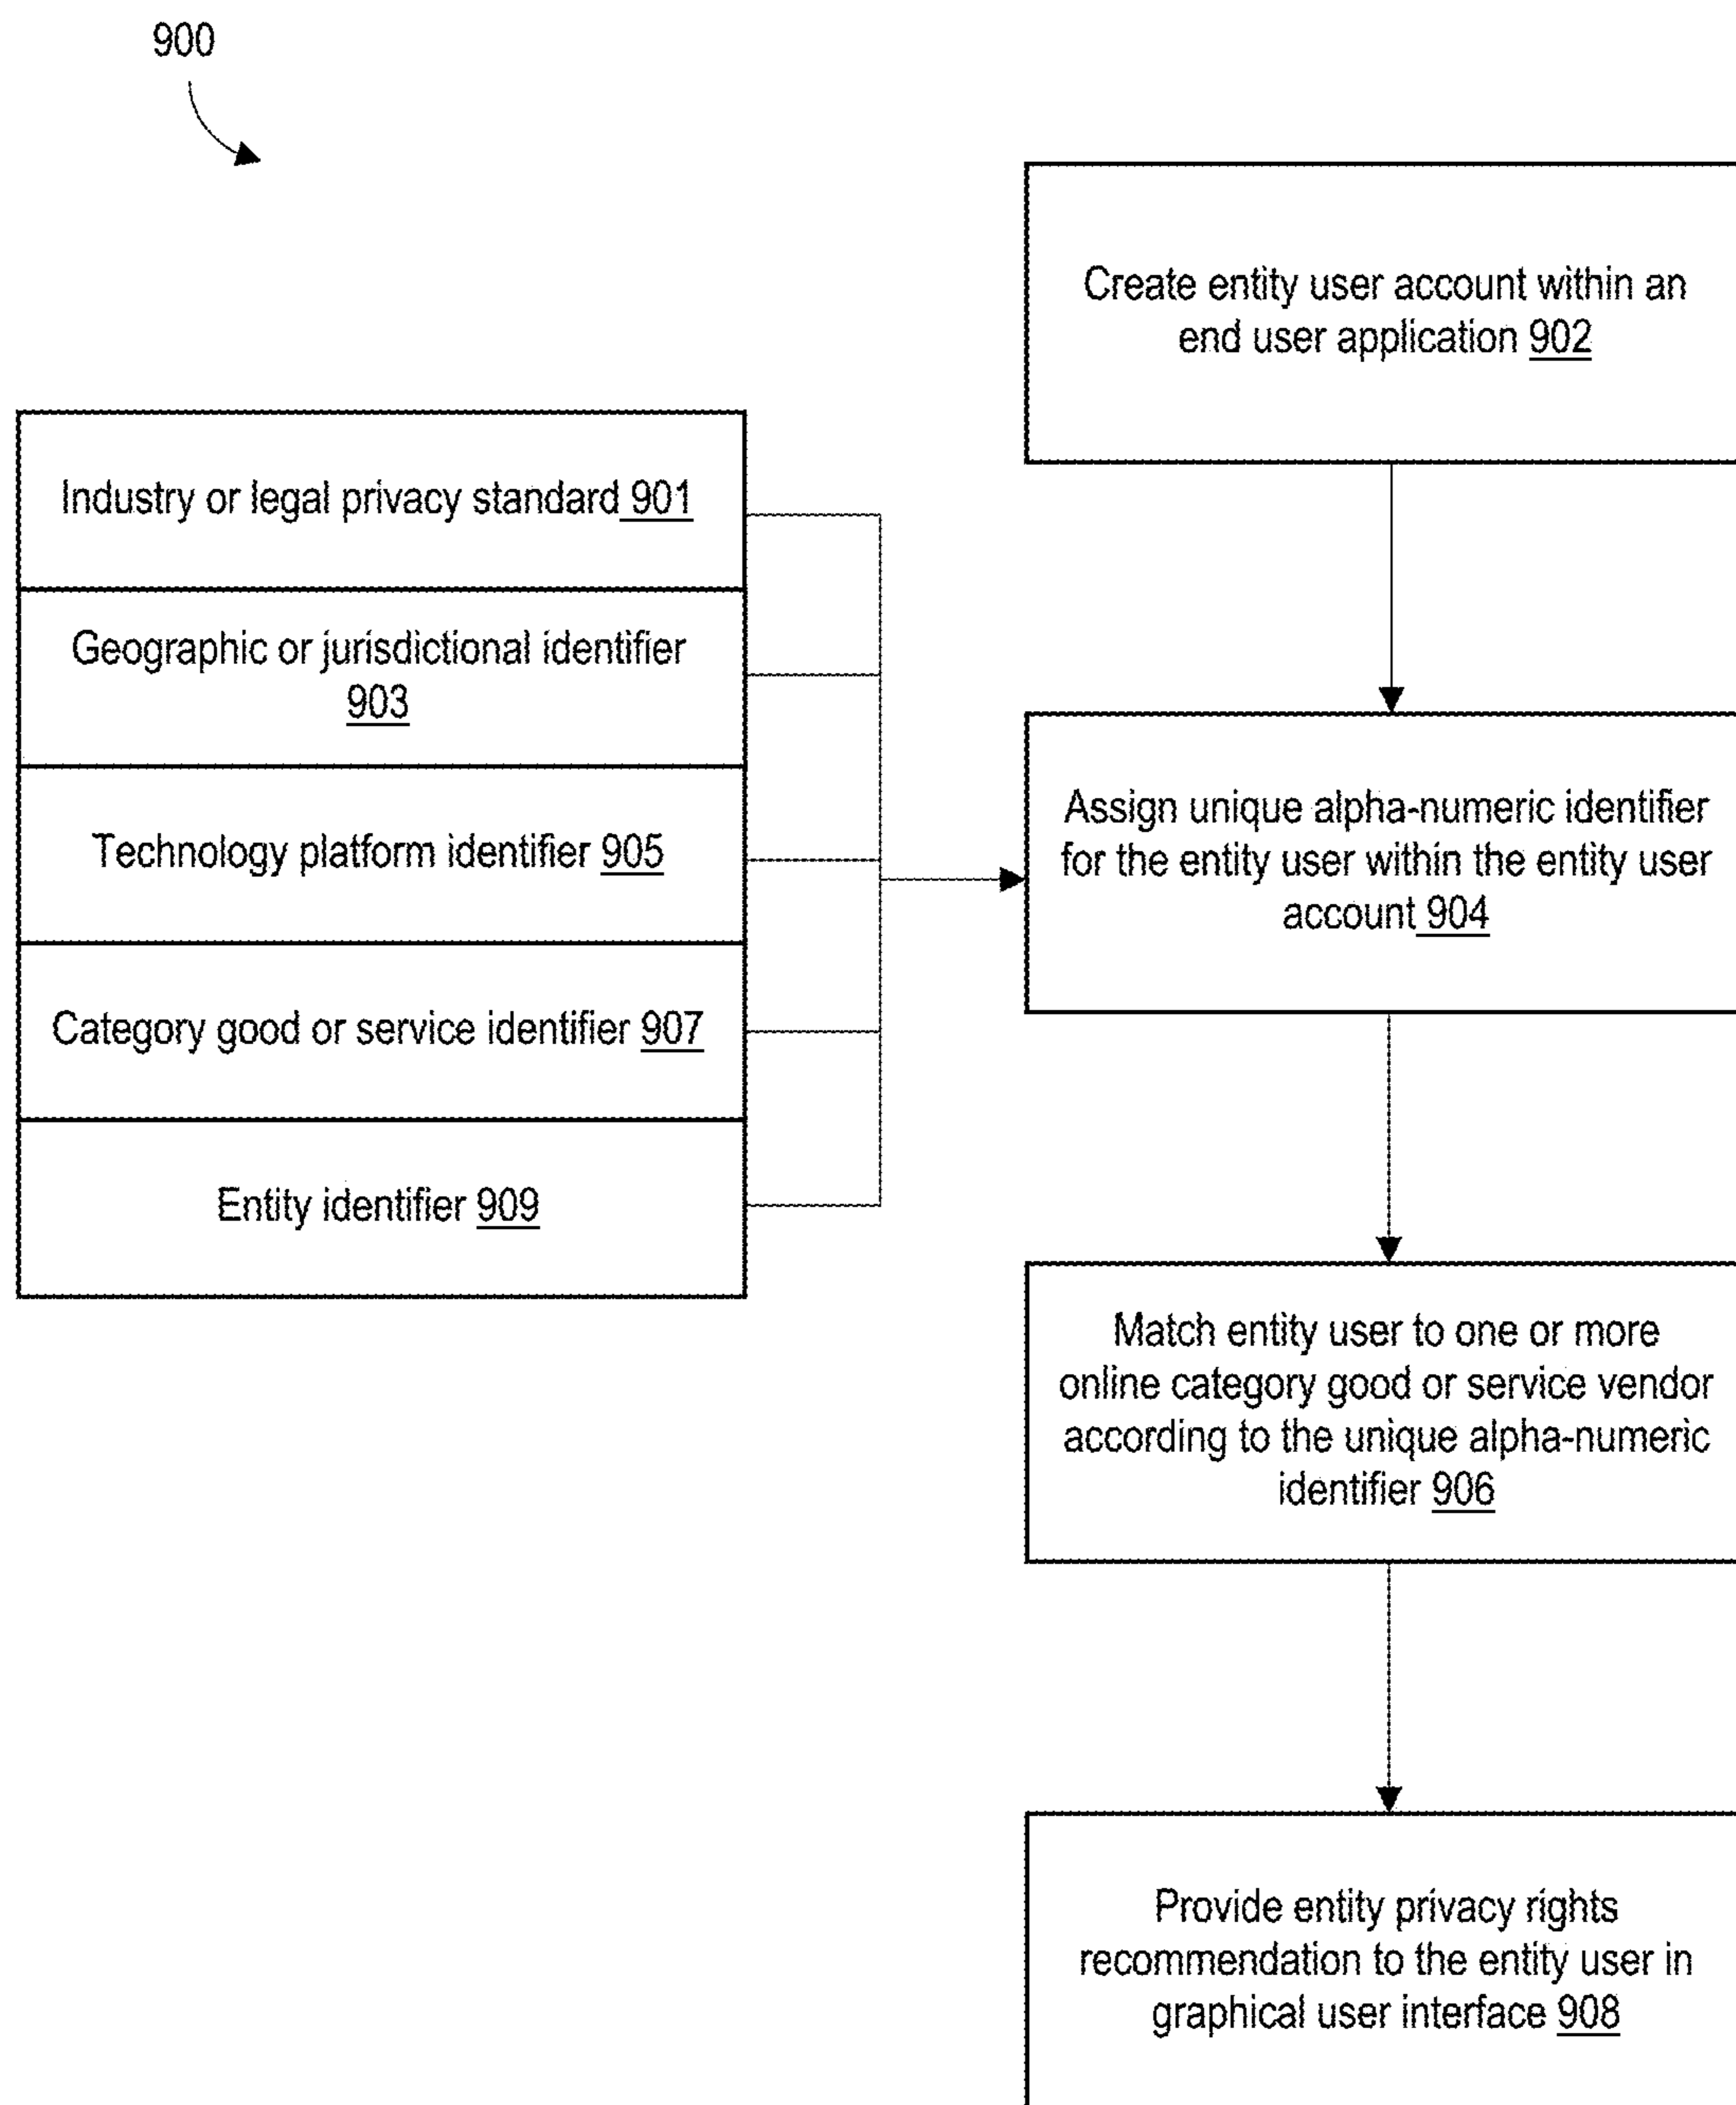 900
Create entity user account within an
end user application 902
Industry or legal privacy standard 901
Geographic or jurisdictional identifier
903
Technology platform identifier 905
Category good or service identifier 907
Entity identifier 909
Assign unique alpha-numeric identifier
for the entity user within the entity user
account 904
Match entity user to one or more
online category good or service vendor
according to the unique alpha-numeric
identifier 906
Provide entity privacy rights
recommendation to the entity user in
graphical user interface 908